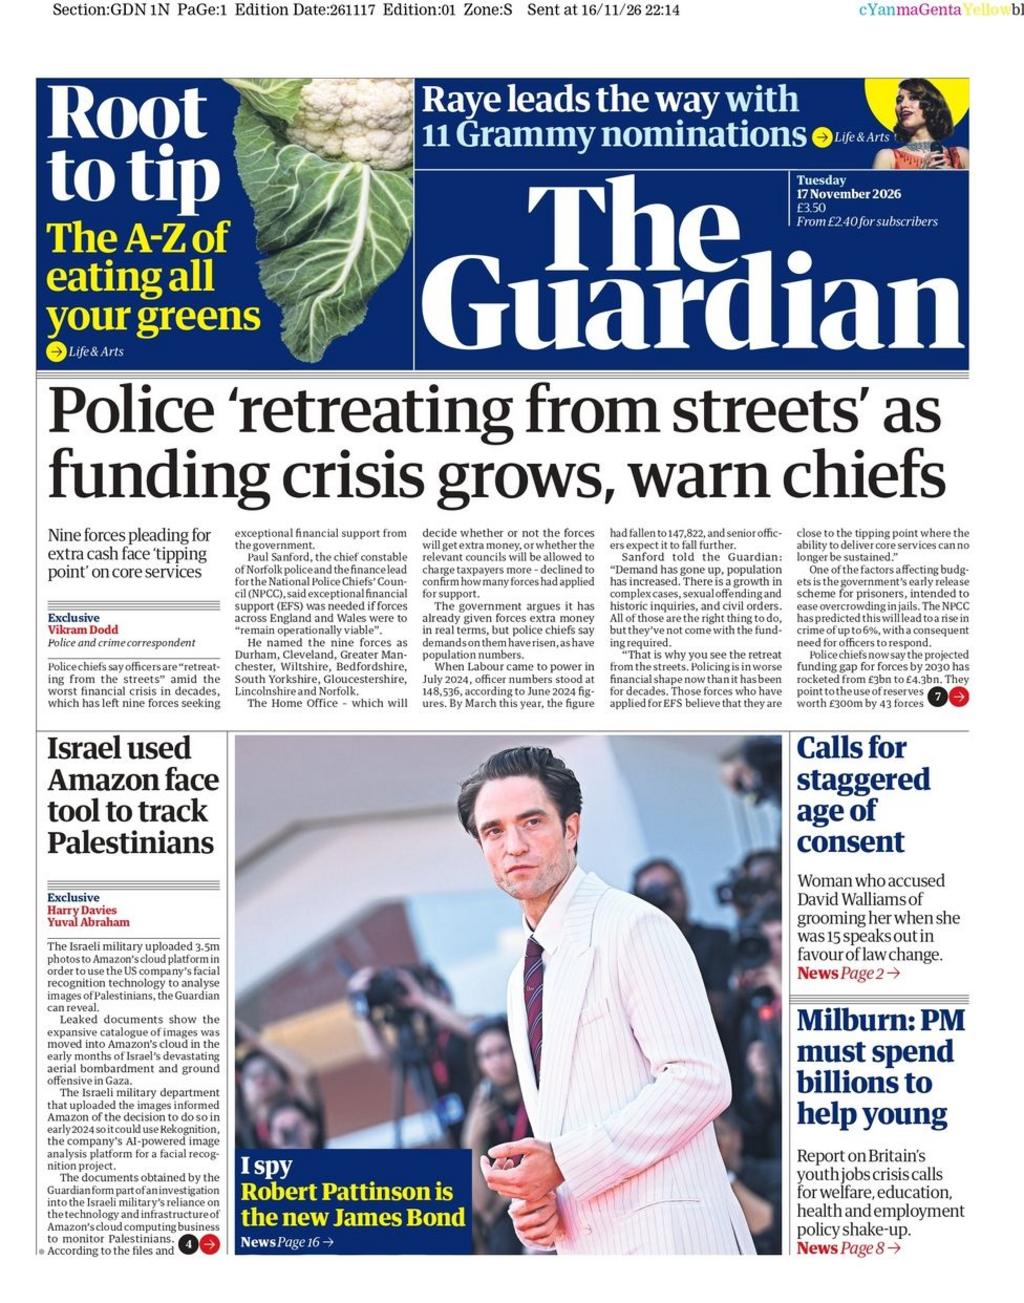 Section:GDN 1N PaGe:1 Edition Date:261117 Edition:01 Zone:S Sent at 16/11/26 22:14
cYanmaGentaYellowbl
Root
to tip
The A-Z of
eating all
your greens
Life & Arts
Raye leads the way with
11 Grammy nominations
Life & Arts
Tuesday
17 November 2026
£3.50
From £2.40 for subscribers
The
Guardian
Police ‘retreating from streets’ as
funding crisis grows, warn chiefs
Nine forces pleading for
extra cash face ‘tipping
point’ on core services
Exclusive
Vikram Dodd
Police and crime correspondent
Police chiefs say officers are “retreat-
ing from the streets” amid the
worst financial crisis in decades,
which has left nine forces seeking
exceptional financial support from
the government.
Paul Sanford, the chief constable
of Norfolk police and the finance lead
for the National Police Chiefs’ Coun-
cil (NPCC), said exceptional financial
support (EFS) was needed if forces
across England and Wales were to
“remain operationally viable”.
He named the nine forces as
Durham, Cleveland, Greater Man-
chester, Wiltshire, Bedfordshire,
South Yorkshire, Gloucestershire,
Lincolnshire and Norfolk.
The Home Office – which will
decide whether or not the forces
will get extra money, or whether the
relevant councils will be allowed to
charge taxpayers more – declined to
confirm how many forces had applied
for support.
The government argues it has
already given forces extra money
in real terms, but police chiefs say
demands on them have risen, as have
population numbers.
When Labour came to power in
July 2024, officer numbers stood at
148,536, according to June 2024 fig-
ures. By March this year, the figure
had fallen to 147,822, and senior offic-
ers expect it to fall further.
Sanford told the Guardian:
“Demand has gone up, population
has increased. There is a growth in
complex cases, sexual offending and
historic inquiries, and civil orders.
All of those are the right thing to do,
but they’ve not come with the fund-
ing required.
“That is why you see the retreat
from the streets. Policing is in worse
financial shape now than it has been
for decades. Those forces who have
applied for EFS believe that they are
close to the tipping point where the
ability to deliver core services can no
longer be sustained.”
One of the factors affecting budg-
ets is the government’s early release
scheme for prisoners, intended to
ease overcrowding in jails. The NPCC
has predicted this will lead to a rise in
crime of up to 6%, with a consequent
need for officers to respond.
Police chiefs now say the projected
funding gap for forces by 2030 has
rocketed from £3bn to £4.3bn. They
point to the use of reserves
worth £300m by 43 forces
7
Israel used
Amazon face
tool to track
Palestinians
Exclusive
Harry Davies
Yuval Abraham
The Israeli military uploaded 3.5m
photos to Amazon’s cloud platform in
order to use the US company’s facial
recognition technology to analyse
images of Palestinians, the Guardian
can reveal.
Leaked documents show the
expansive catalogue of images was
moved into Amazon’s cloud in the
early months of Israel’s devastating
aerial bombardment and ground
offensive in Gaza.
The Israeli military department
that uploaded the images informed
Amazon of the decision to do so in
early 2024 so it could use Rekognition,
the company’s AI-powered image
analysis platform for a facial recog-
nition project.
The documents obtained by the
Guardian form part of an investigation
into the Israeli military’s reliance on
the technology and infrastructure of
Amazon’s cloud computing business
to monitor Palestinians.
According to the files and
4
I spy
Robert Pattinson is
the new James Bond
News Page 16
Calls for
staggered
age of
consent
Woman who accused
David Walliams of
grooming her when she
was 15 speaks out in
favour of law change.
News Page 2
Milburn: PM
must spend
billions to
help young
Report on Britain’s
youth jobs crisis calls
for welfare, education,
health and employment
policy shake-up.
News Page 8